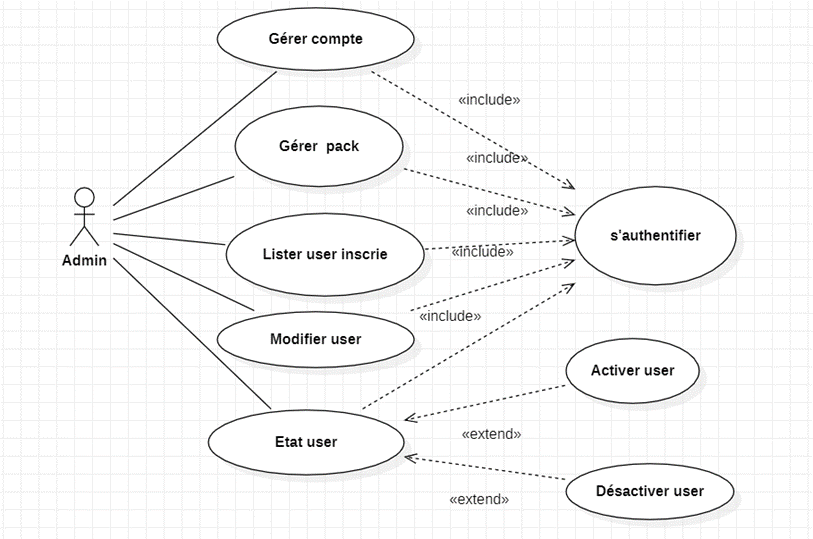 Gérer compte
«include»
Gérer pack
«include»
«include»
s'authentifier
Admin
Lister user inscrie
«include»
«include»
Modifier user
Activer user
Etat user
«extend»
Désactiver user
«extend»